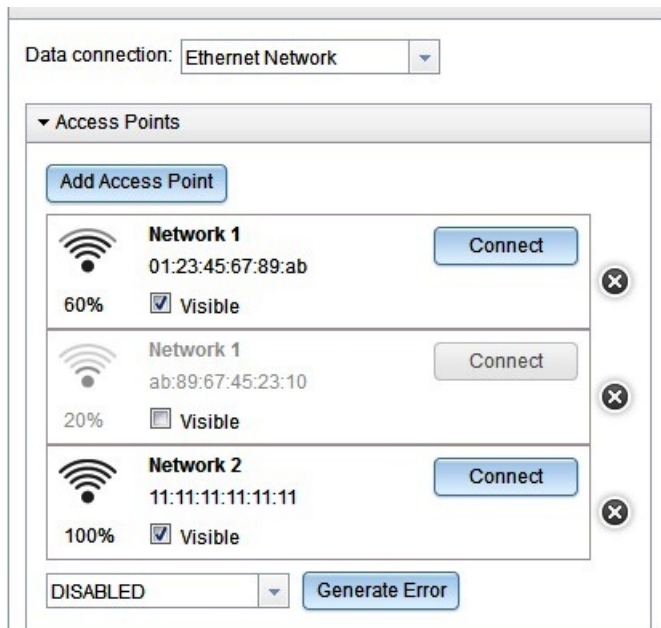 Data connection: Ethernet Network
Access Points
Add Access Point
Network 1
01:23:45:67:89:ab
Connect
60%
Visible
Network 1
ab:89:67:45:23:10
Connect
20%
Visible
Network 2
11:11:11:11:11:11
Connect
100%
Visible
DISABLED
Generate Error